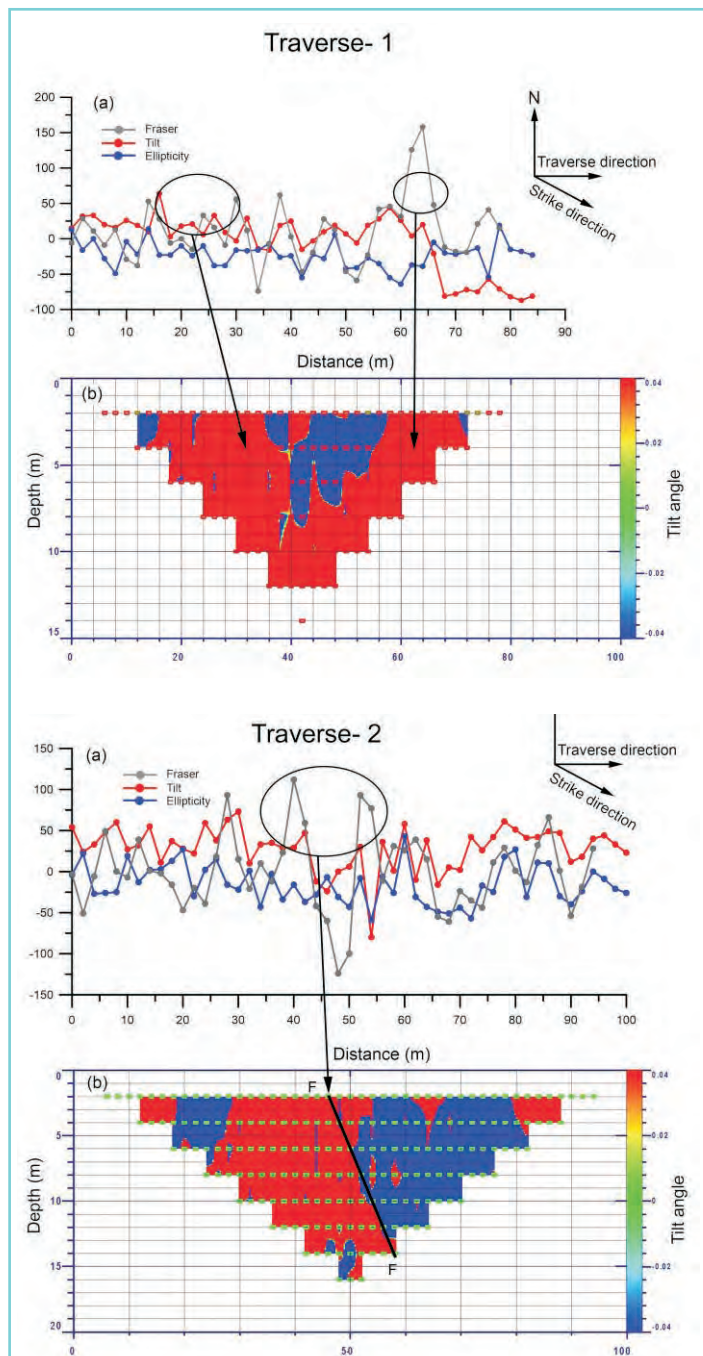 Traverse- 1
(a)
200
150
100
50
0
-50
-100
Fraser
Tilt
Ellipticity
N
Traverse direction
Strike direction
0 10 20 30 40 50 60 70 80 90
Distance (m)
(b)
Depth (m)
0
5
10
15
0 20 40 60 80 100
0.04
0.02
0
-0.02
-0.04
Tilt angle
Traverse- 2
(a)
150
100
50
0
-50
-100
-150
Fraser
Tilt
Ellipticity
Traverse direction
Strike direction
0 10 20 30 40 50 60 70 80 90 100
Distance (m)
(b)
F
F
Depth (m)
0
5
10
15
20
0 50 100
0.04
0.02
0
-0.02
-0.04
Tilt angle